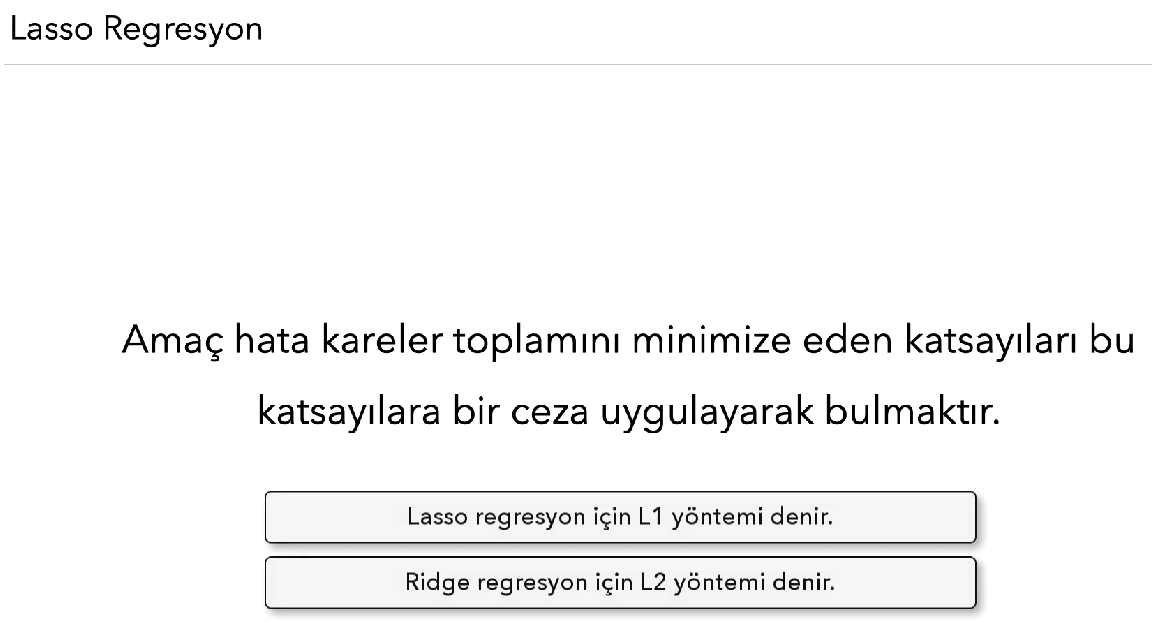 Lasso Regresyon
Amaç hata kareler toplamını minimize eden katsayıları bu
katsayılara bir ceza uygulayarak bulmaktır.
Lasso regresyon için L1 yöntemi denir.
Ridge regresyon için L2 yöntemi denir.